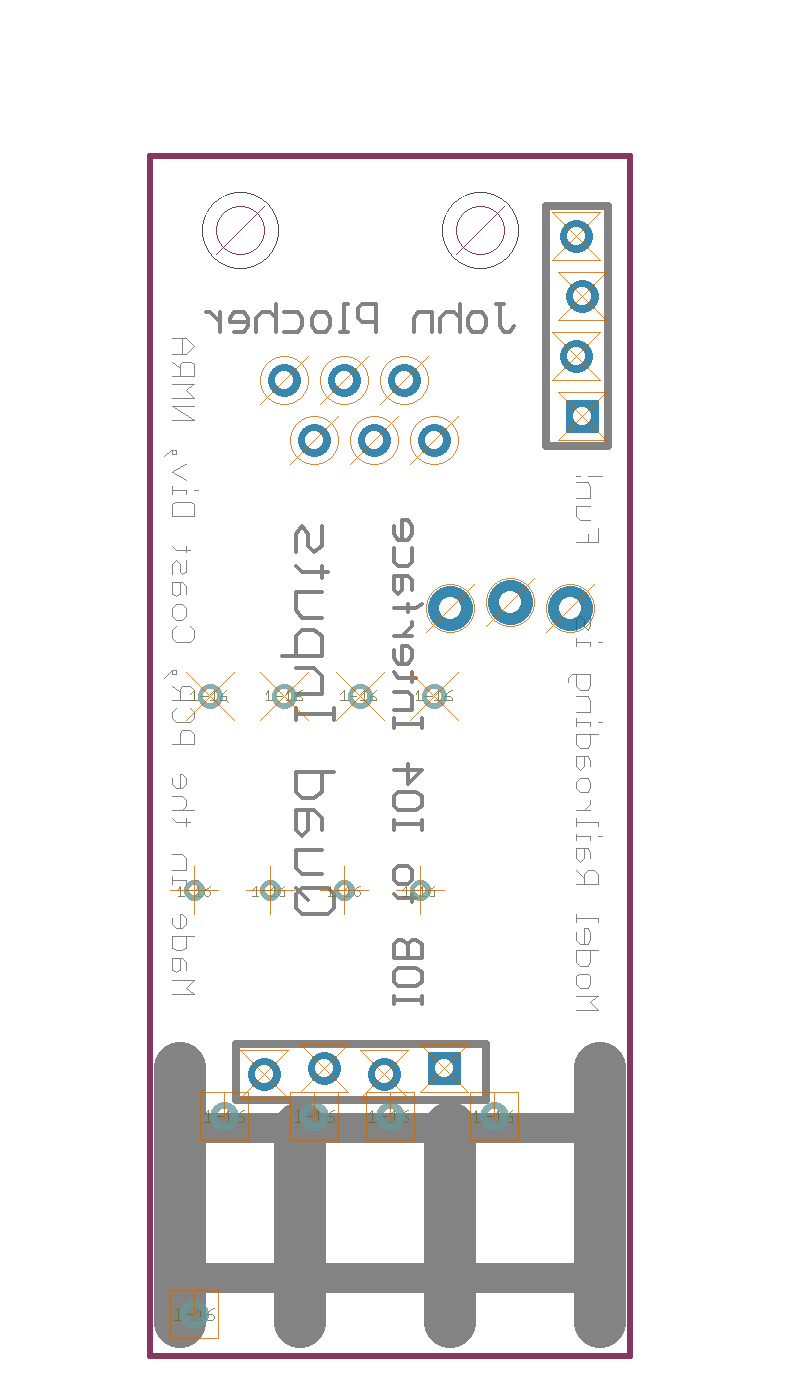 John Plocher
Made in the PCR, Coast Div, NMRA
Quad Inputs
IOB to IO4 Interface
Model Railroading is Fun!
1-16
1-16
1-16
1-16
1-16
1-16
1-16
1-16
1-16
1-16
1-16
1-16
1-16